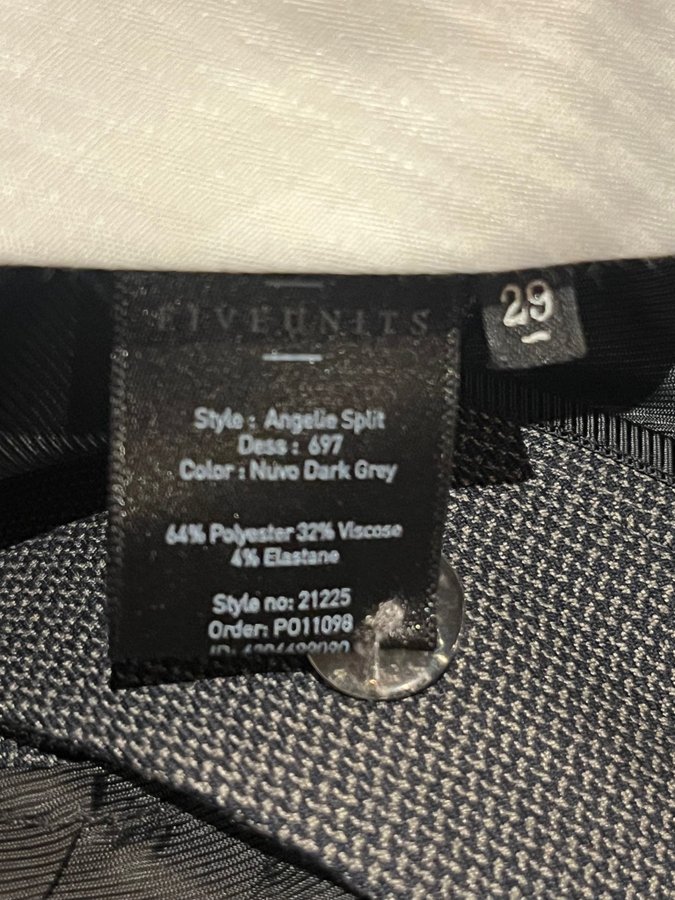 FIVEUNITS
29
Style : Angelie Split
Dess : 697
Color : Nuvo Dark Grey
64% Polyester 32% Viscose
4% Elastane
Style no: 21225
Order: PO11098
ID: